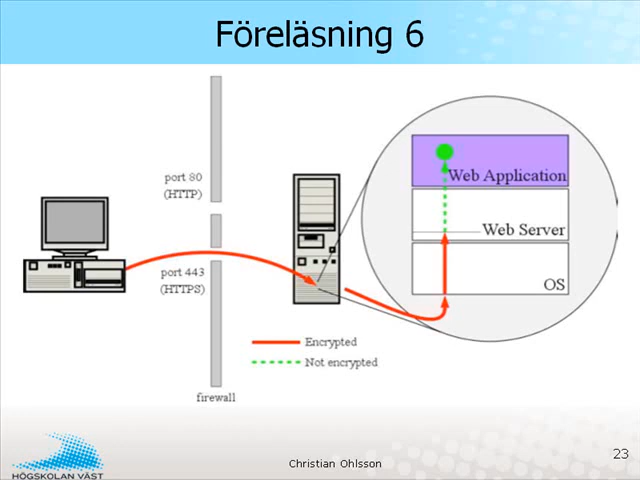 Föreläsning 6
port 80
(HTTP)
port 443
(HTTPS)
firewall
Web Application
Web Server
OS
Encrypted
Not encrypted
HÖGSKOLAN VÄST
Christian Ohlsson
23